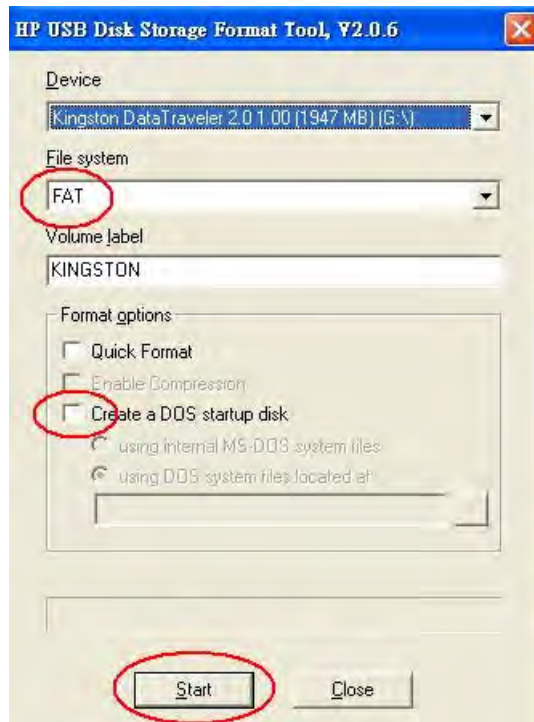 HP USB Disk Storage Format Tool, V2.0.6
Device
Kingston DataTraveler 2.0 1.00 (1947 MB) (G:\)
File system
FAT
Volume label
KINGSTON
Format options
Quick Format
Enable Compression
Create a DOS startup disk
using internal MS-DOS system files
using DOS system files located at:
Start
Close